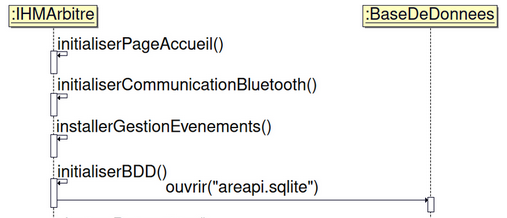 :IHMArbitre
:BaseDeDonnees
initialiserPageAccueil()
initialiserCommunicationBluetooth()
installerGestionEvenements()
initialiserBDD()
ouvrir("areapi.sqlite")